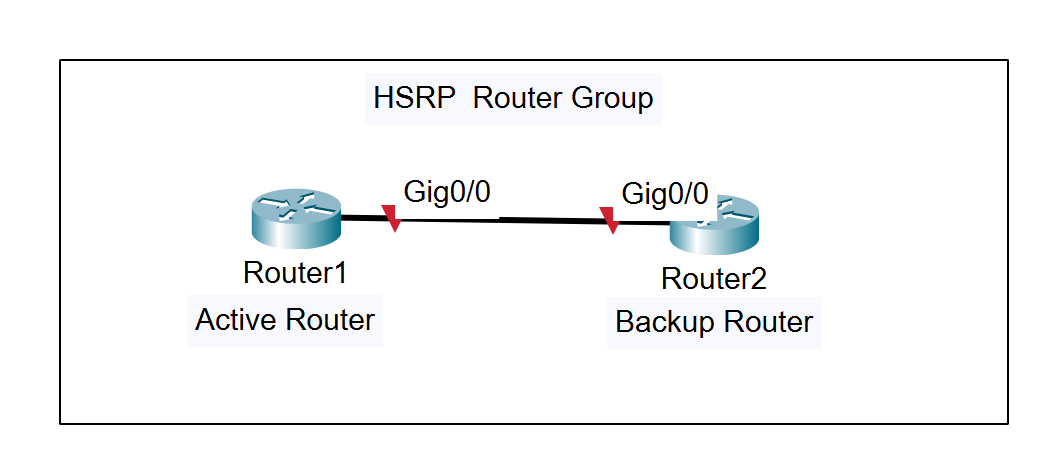 HSRP  Router Group
Gig0/0
Gig0/0
Router1
Router2
Active Router
Backup Router